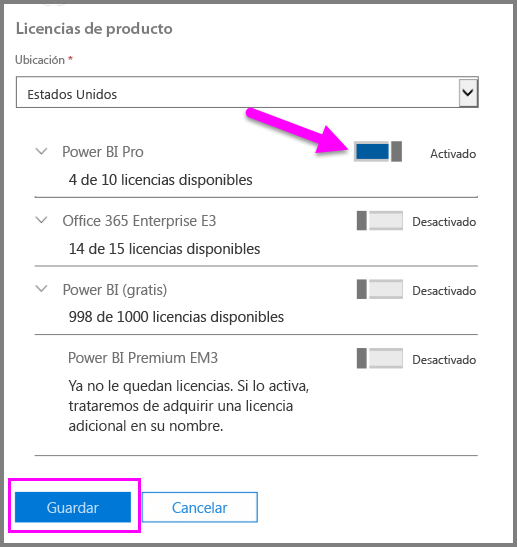 Licencias de producto
Ubicación *
Estados Unidos
Power BI Pro
Activado
4 de 10 licencias disponibles
Office 365 Enterprise E3
Desactivado
14 de 15 licencias disponibles
Power BI (gratis)
Desactivado
998 de 1000 licencias disponibles
Power BI Premium EM3
Desactivado
Ya no le quedan licencias. Si lo activa,
trataremos de adquirir una licencia
adicional en su nombre.
Guardar
Cancelar